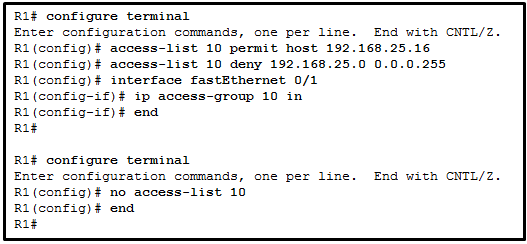 R1# configure terminal
Enter configuration commands, one per line.  End with CNTL/Z.
R1(config)# access-list 10 permit host 192.168.25.16
R1(config)# access-list 10 deny 192.168.25.0 0.0.0.255
R1(config)# interface fastEthernet 0/1
R1(config-if)# ip access-group 10 in
R1(config-if)# end
R1#
R1# configure terminal
Enter configuration commands, one per line.  End with CNTL/Z.
R1(config)# no access-list 10
R1(config)# end
R1#